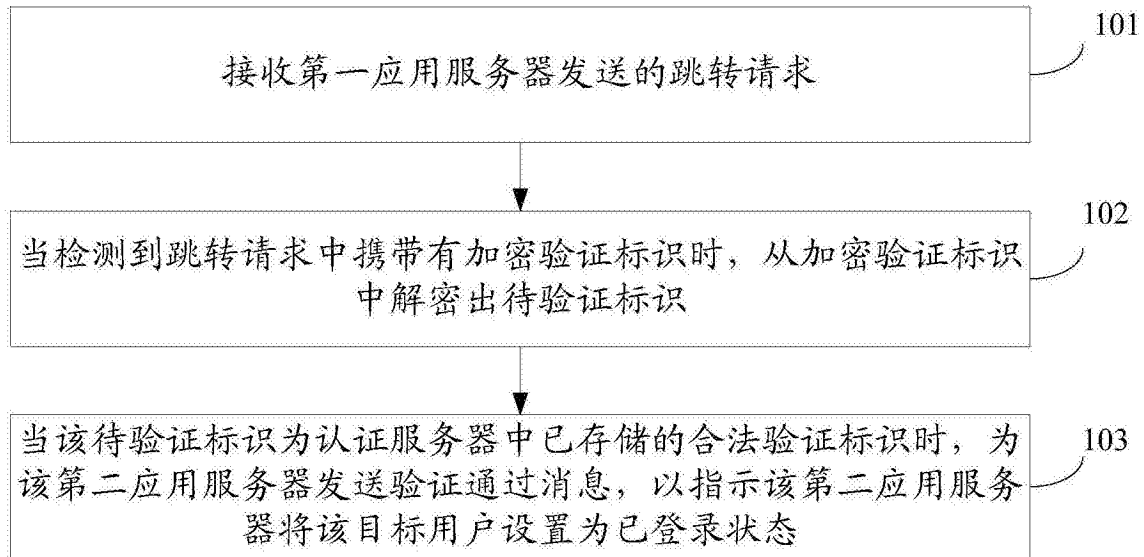 接收第一应用服务器发送的跳转请求
101
当检测到跳转请求中携带有加密验证标识时，从加密验证标识
中解密出待验证标识
102
当该待验证标识为认证服务器中已存储的合法验证标识时，为
该第二应用服务器发送验证通过消息，以指示该第二应用服务
器将该目标用户设置为已登录状态
103